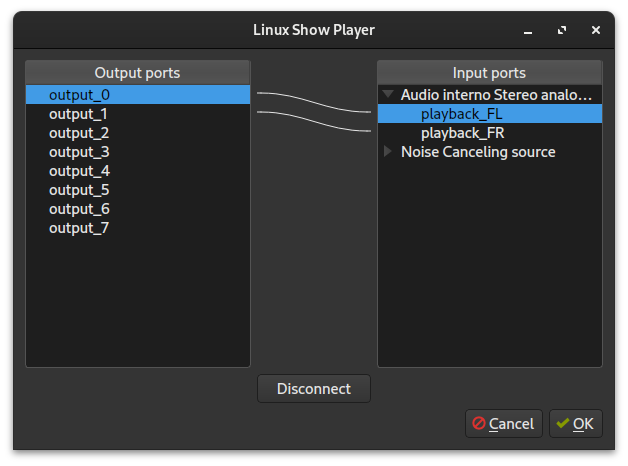 Linux Show Player
Output ports
Input ports
output_0
output_1
output_2
output_3
output_4
output_5
output_6
output_7
Audio interno Stereo analo...
playback_FL
playback_FR
Noise Canceling source
Disconnect
Cancel
OK